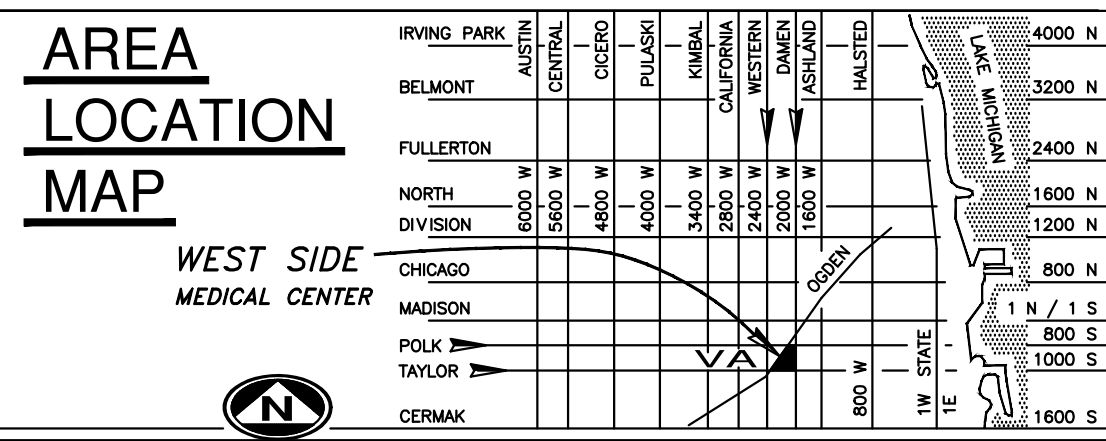 AREA
LOCATION
MAP
WEST SIDE
MEDICAL CENTER
N
IRVING PARK
BELMONT
FULLERTON
NORTH
DIVISION
CHICAGO
MADISON
POLK
TAYLOR
CERMAK
AUSTIN
CENTRAL
CICERO
PULASKI
KIMBAL
CALIFORNIA
WESTERN
DAMEN
ASHLAND
HALSTED
6000 W
5600 W
4800 W
4000 W
3400 W
2800 W
2400 W
2000 W
1600 W
800 W
OGDEN
VA
1W STATE
1E
LAKE MICHIGAN
4000 N
3200 N
2400 N
1600 N
1200 N
800 N
1 N / 1 S
800 S
1000 S
1600 S